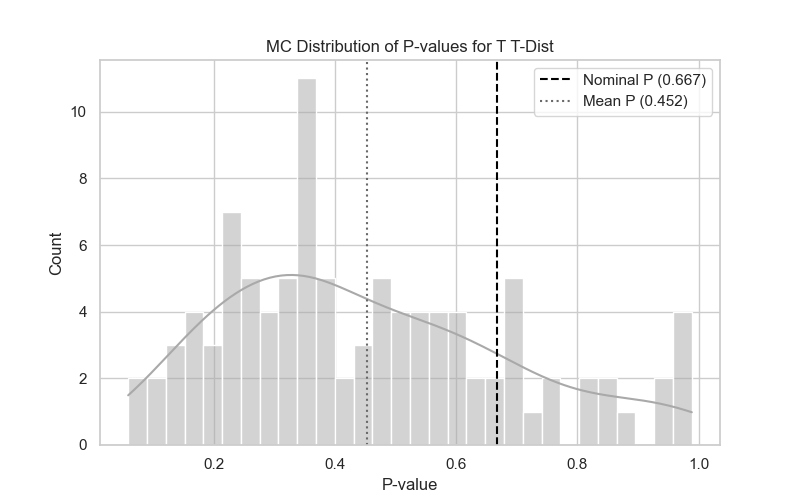 MC Distribution of P-values for T T-Dist
Nominal P (0.667)
Mean P (0.452)
Count
10
8
6
4
2
0
0.2 0.4 0.6 0.8 1.0
P-value